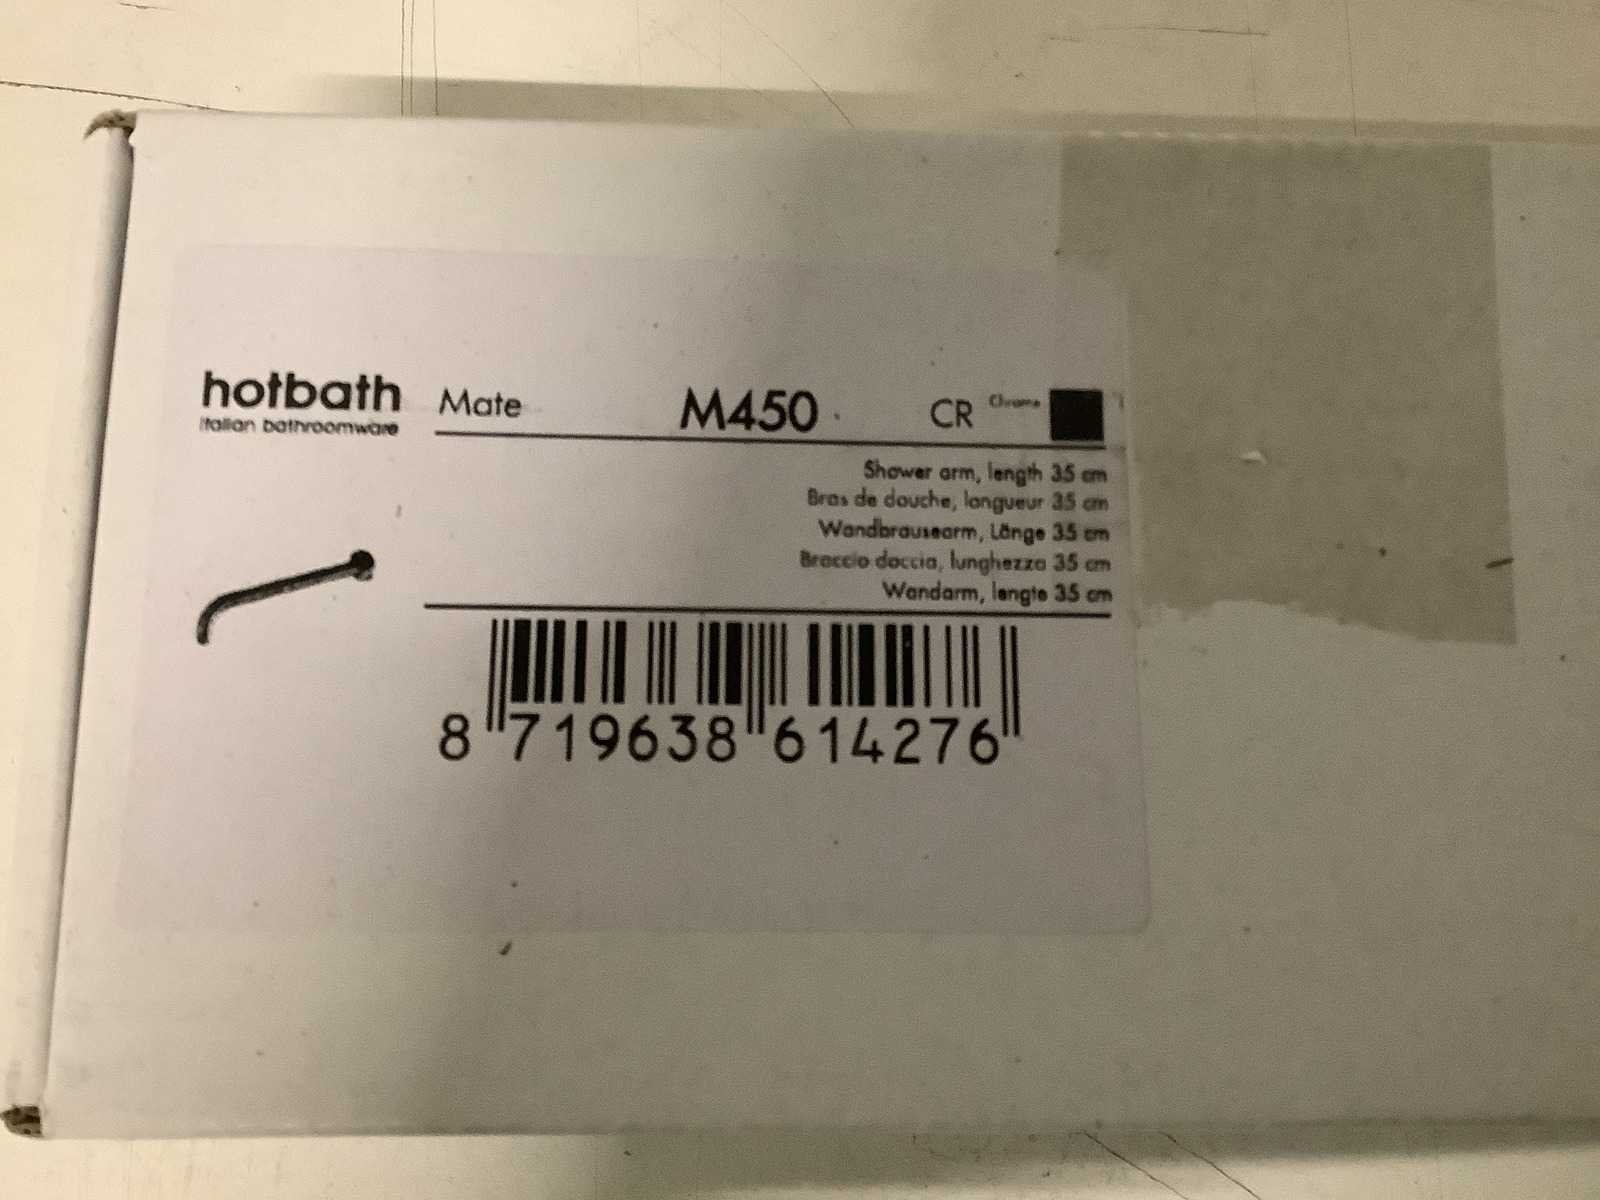 hotbath Mate M450 CR Chrome
italian bathroomware
Shower arm, length 35 cm
Bras de douche, longueur 35 cm
Wandbrausearm, Länge 35 cm
Braccio doccia, lunghezza 35 cm
Wandarm, lengte 35 cm
8 719638 614276